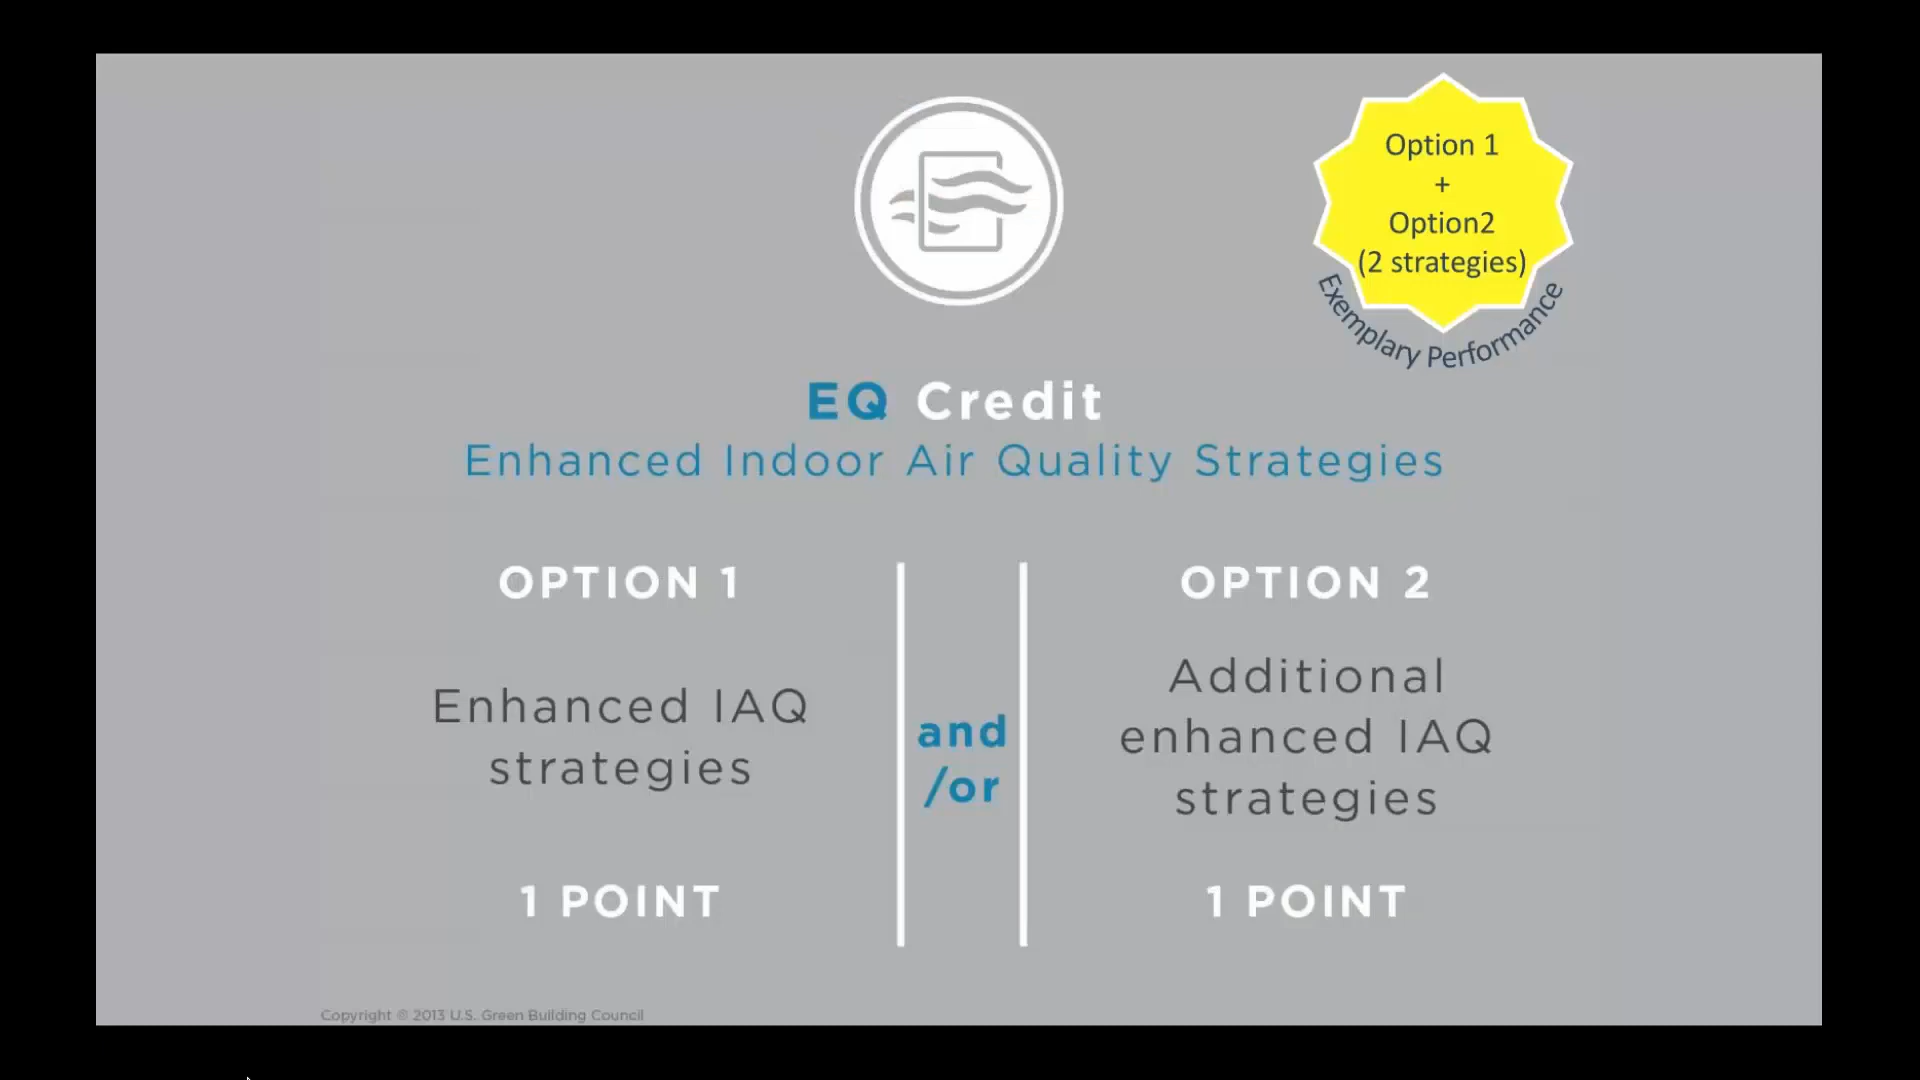 Option 1
+
Option2
(2 strategies)
Exemplary Performance
EQ Credit
Enhanced Indoor Air Quality Strategies
OPTION 1
Enhanced IAQ
strategies
1 POINT
and
/or
OPTION 2
Additional
enhanced IAQ
strategies
1 POINT
Copyright © 2013 U.S. Green Building Council